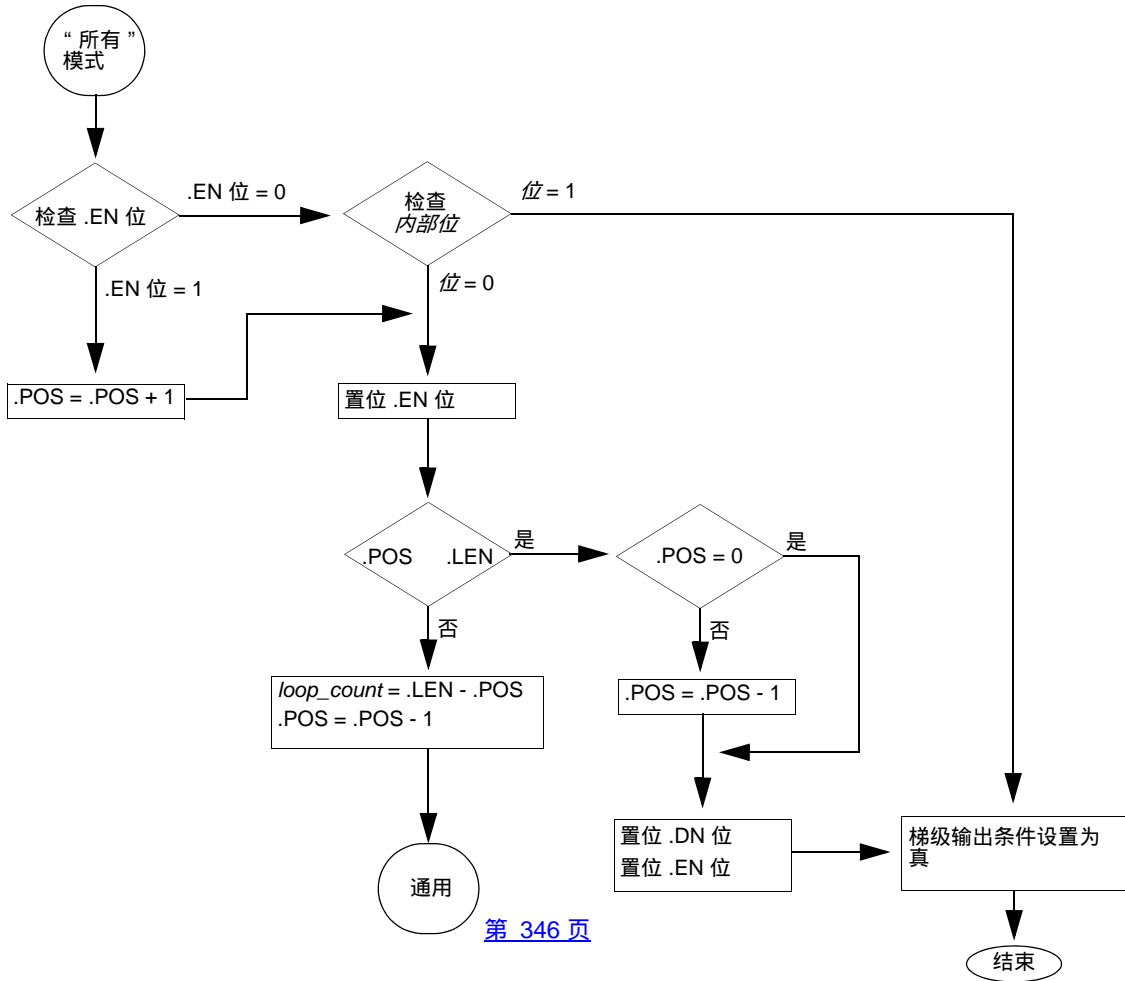 “ 所有 ”
模式
检查 .EN 位
.EN 位 = 0
检查
内部位
位 = 1
.EN 位 = 1
位 = 0
.POS = .POS + 1
置位 .EN 位
.POS .LEN
是
.POS = 0
是
否
否
loop_count = .LEN - .POS
.POS = .POS - 1
.POS = .POS - 1
置位 .DN 位
置位 .EN 位
梯级输出条件设置为
真
通用
第 346 页
结束